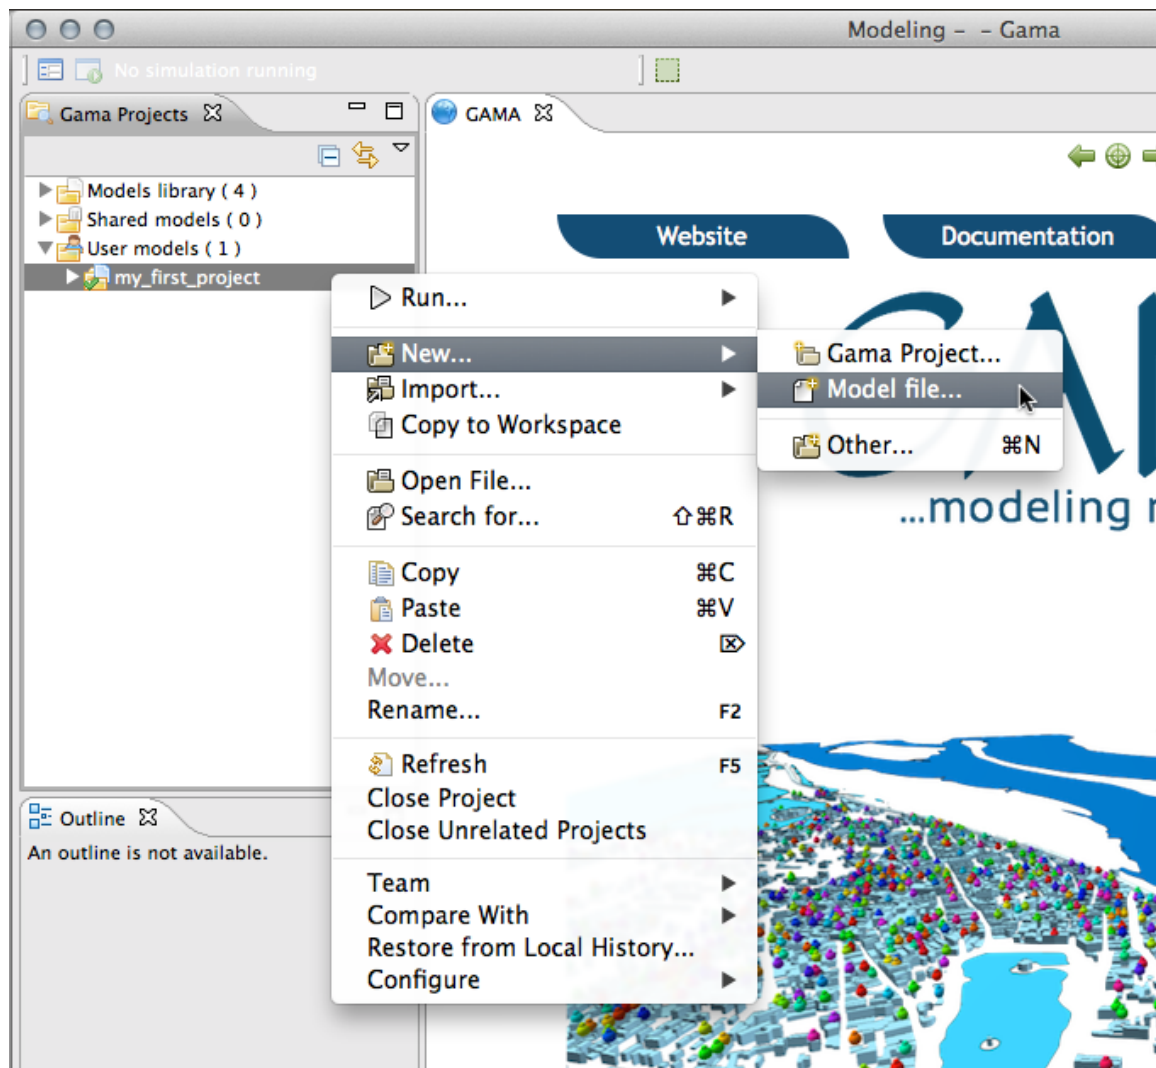 Modeling –  – Gama
No simulation running
Gama Projects
GAMA
Models library ( 4 )
Shared models ( 0 )
User models ( 1 )
my_first_project
Website
Documentation
Run...
New...
Import...
Copy to Workspace
Open File...
Search for... ⇧⌘R
Copy ⌘C
Paste ⌘V
Delete ⌦
Move...
Rename... F2
Refresh F5
Close Project
Close Unrelated Projects
Team
Compare With
Restore from Local History...
Configure
Gama Project...
Model file...
Other... ⌘N
...modeling
Outline
An outline is not available.